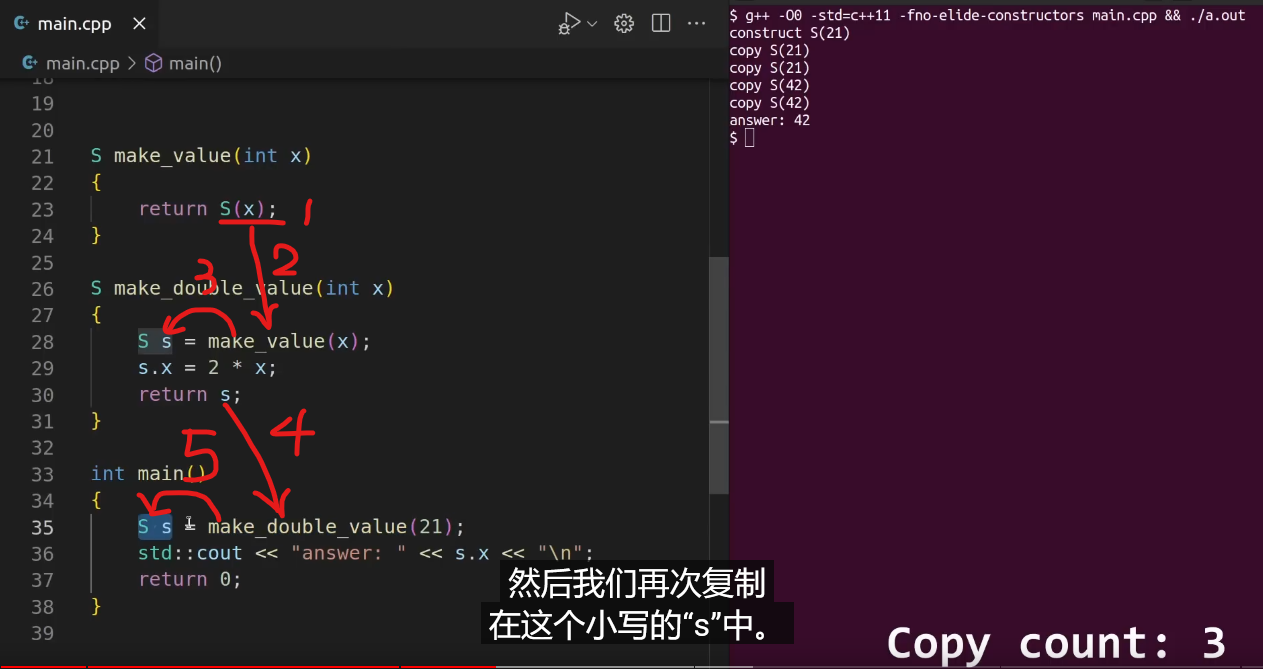 main.cpp
main.cpp > main()
18
19
20
21 S make_value(int x)
22 {
23 return S(x);
24 }
25
26 S make_double_value(int x)
27 {
28 S s = make_value(x);
29 s.x = 2 * x;
30 return s;
31 }
32
33 int main()
34 {
35 S s = make_double_value(21);
36 std::cout << "answer: " << s.x << "\n";
37 return 0;
38 }
39
1
2
3
4
5
$ g++ -O0 -std=c++11 -fno-elide-constructors main.cpp && ./a.out
construct S(21)
copy S(21)
copy S(21)
copy S(42)
copy S(42)
answer: 42
$
然后我们再次复制
在这个小写的“s”中。
Copy count: 3